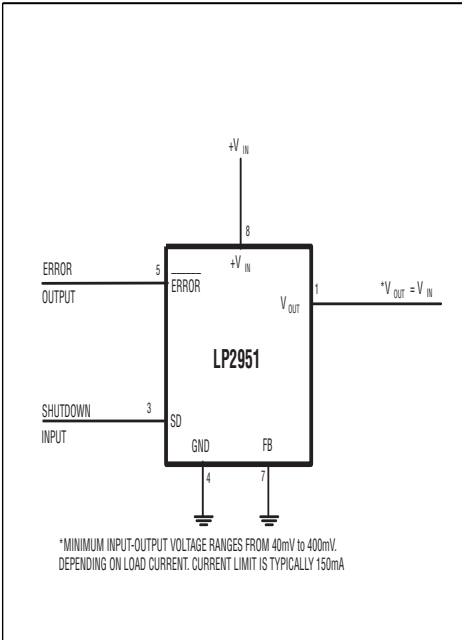 +V IN
8
+V IN
ERROR
OUTPUT
5
ERROR
1
V OUT
*V OUT = V IN
LP2951
SHUTDOWN
INPUT
3
SD
GND
FB
4
7
*MINIMUM INPUT-OUTPUT VOLTAGE RANGES FROM 40mV to 400mV.
DEPENDING ON LOAD CURRENT. CURRENT LIMIT IS TYPICALLY 150mA